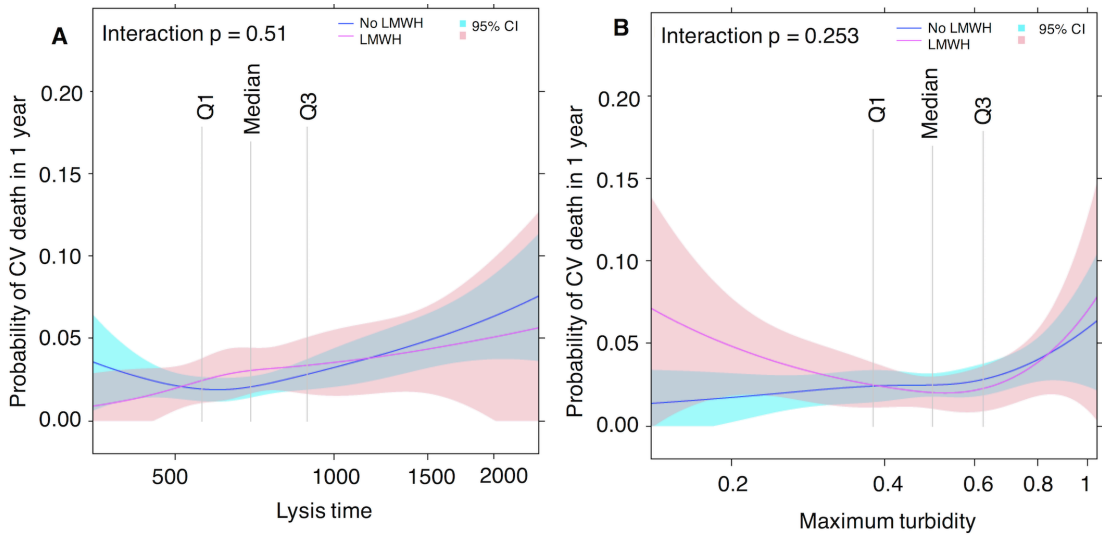 A
Interaction p = 0.51
No LMWH
LMWH
95% CI
Q1
Median
Q3
0.20
0.15
0.10
0.05
0.00
Probability of CV death in 1 year
500
1000
1500
2000
Lysis time
B
Interaction p = 0.253
No LMWH
LMWH
95% CI
Q1
Median
Q3
0.20
0.15
0.10
0.05
0.00
Probability of CV death in 1 year
0.2
0.4
0.6
0.8
1
Maximum turbidity